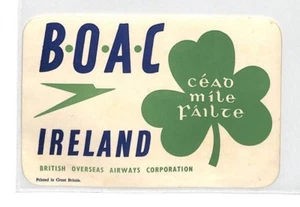 B·O·A·C
céad
míle
fáilte
IRELAND
BRITISH OVERSEAS AIRWAYS CORPORATION
Printed in Great Britain